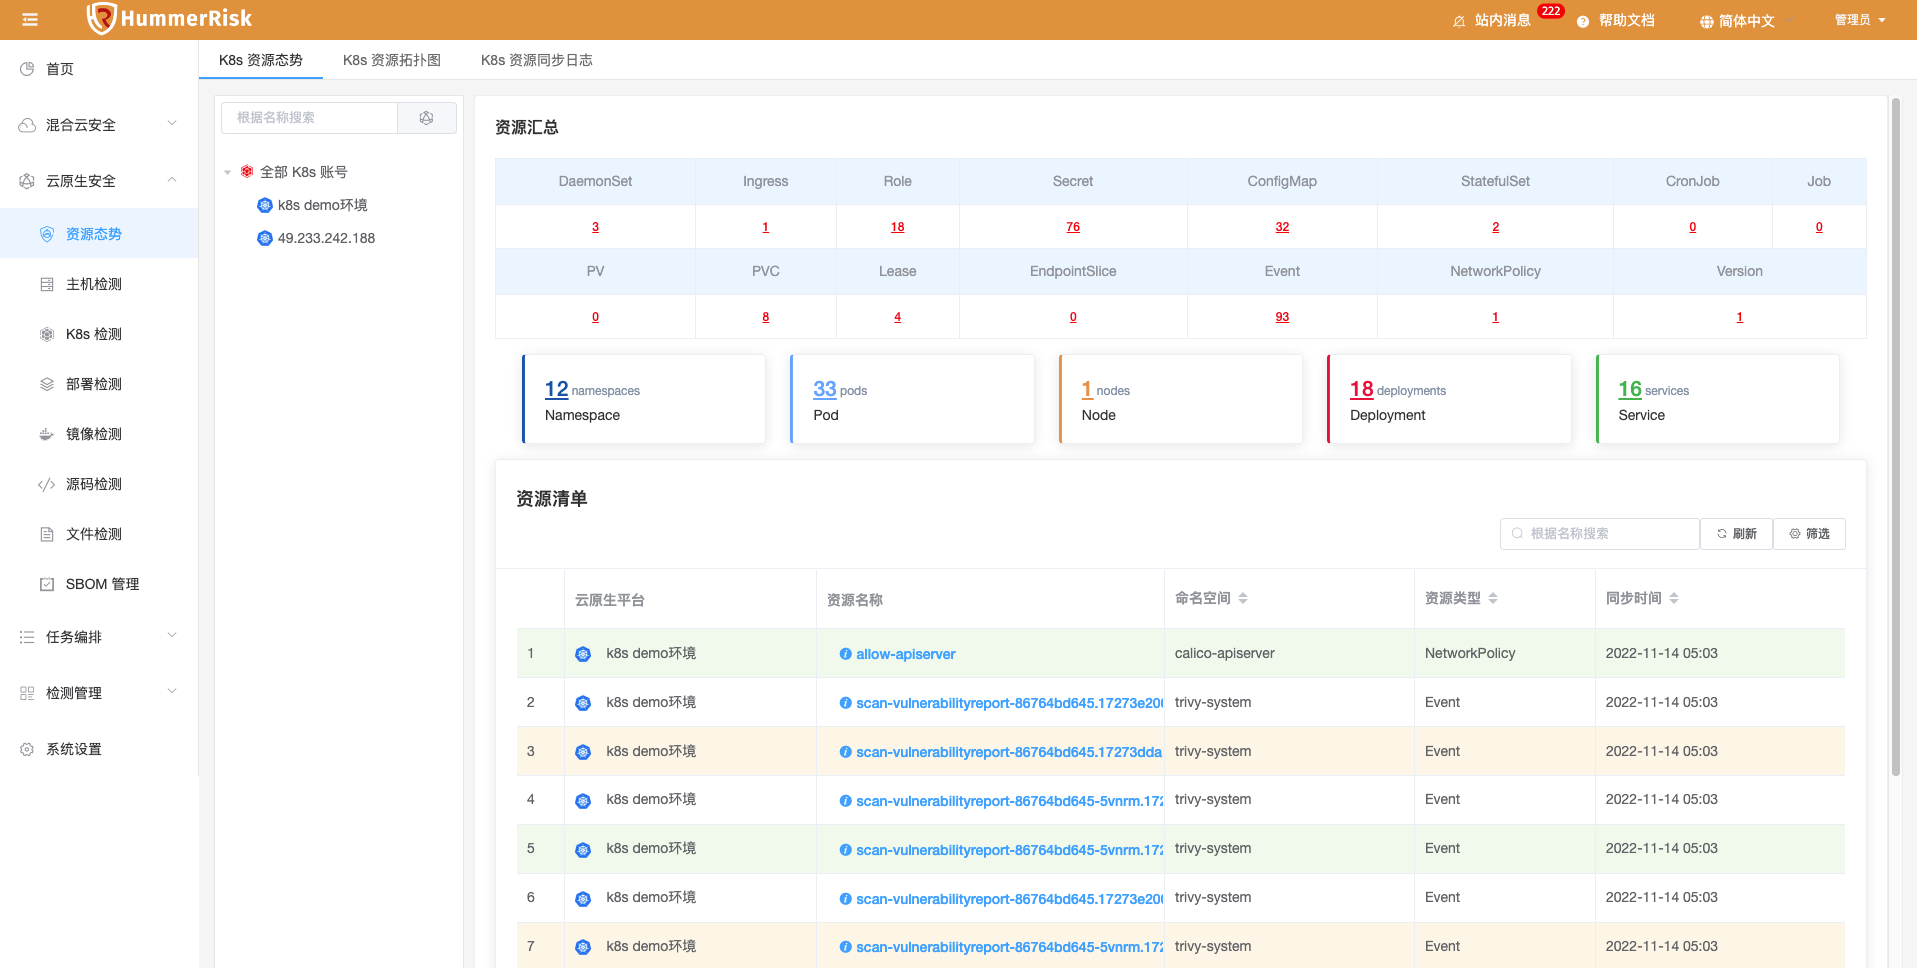 HummerRisk
站内消息 222 帮助文档 简体中文 管理员
首页
混合云安全
云原生安全
资源态势
主机检测
K8s 检测
部署检测
镜像检测
源码检测
文件检测
SBOM 管理
任务编排
检测管理
系统设置
K8s 资源态势 K8s 资源拓扑图 K8s 资源同步日志
根据名称搜索
全部 K8s 账号
k8s demo环境
49.233.242.188
资源汇总
DaemonSet Ingress Role Secret ConfigMap StatefulSet CronJob Job
3 1 18 76 32 2 0 0
PV PVC Lease EndpointSlice Event NetworkPolicy Version
0 8 4 0 93 1 1
12 namespaces
Namespace
33 pods
Pod
1 nodes
Node
18 deployments
Deployment
16 services
Service
资源清单
根据名称搜索 刷新 筛选
云原生平台 资源名称 命名空间 资源类型 同步时间
1 k8s demo环境 allow-apiserver calico-apiserver NetworkPolicy 2022-11-14 05:03
2 k8s demo环境 scan-vulnerabilityreport-86764bd645.17273e20 trivy-system Event 2022-11-14 05:03
3 k8s demo环境 scan-vulnerabilityreport-86764bd645.17273dda trivy-system Event 2022-11-14 05:03
4 k8s demo环境 scan-vulnerabilityreport-86764bd645-5vnrm.172 trivy-system Event 2022-11-14 05:03
5 k8s demo环境 scan-vulnerabilityreport-86764bd645-5vnrm.172 trivy-system Event 2022-11-14 05:03
6 k8s demo环境 scan-vulnerabilityreport-86764bd645.17273e20 trivy-system Event 2022-11-14 05:03
7 k8s demo环境 scan-vulnerabilityreport-86764bd645-5vnrm.172 trivy-system Event 2022-11-14 05:03